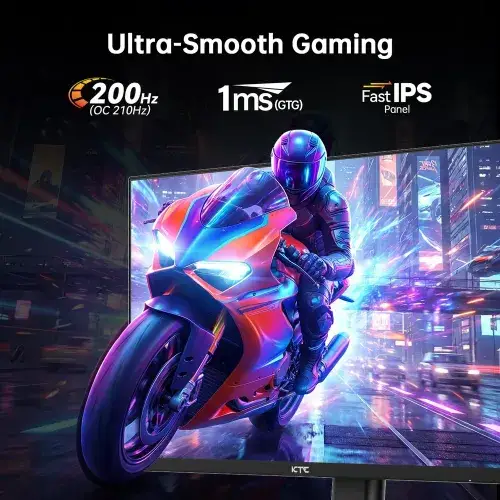 Ultra-Smooth Gaming
200Hz
(OC 210Hz)
1ms(GTG)
Fast IPS
Panel
KTC